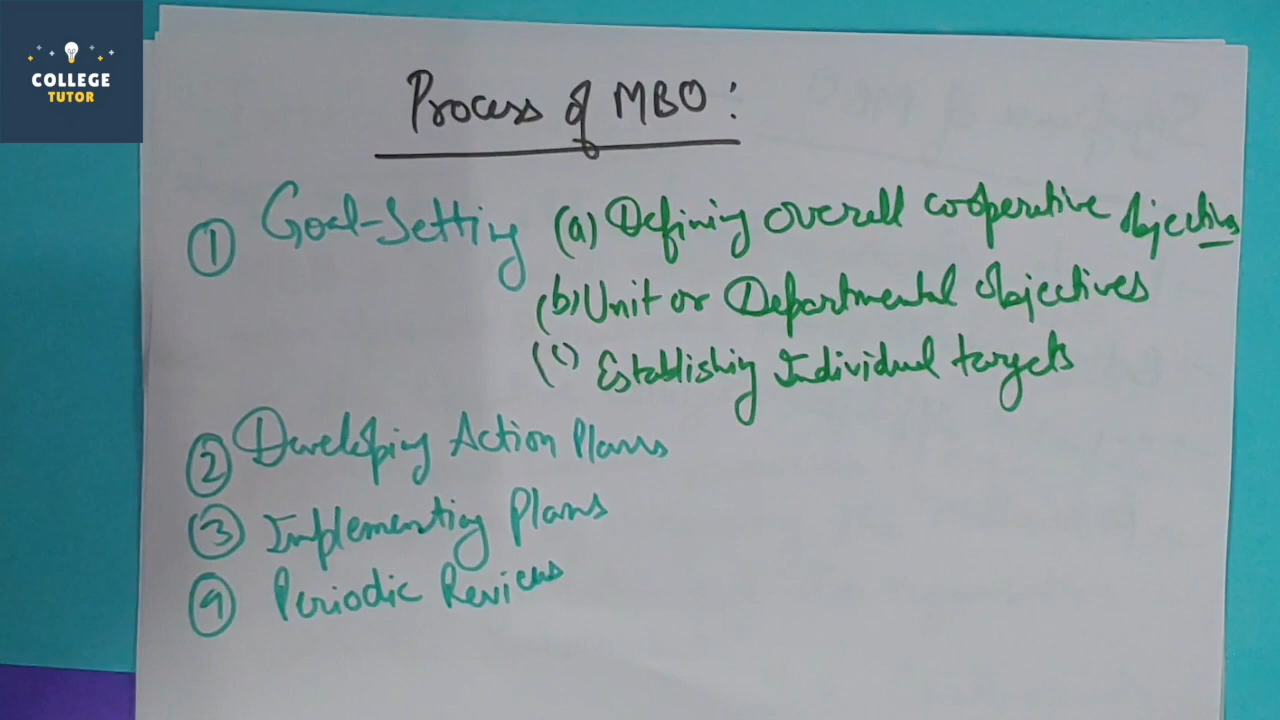 COLLEGE
TUTOR
Process of MBO :
① Goal-Setting (a) Defining overall cooperative objectives
(b) Unit or Departmental objectives
(c) Establishing Individual targets
② Developing Action Plans
③ Implementing Plans
④ Periodic Reviews